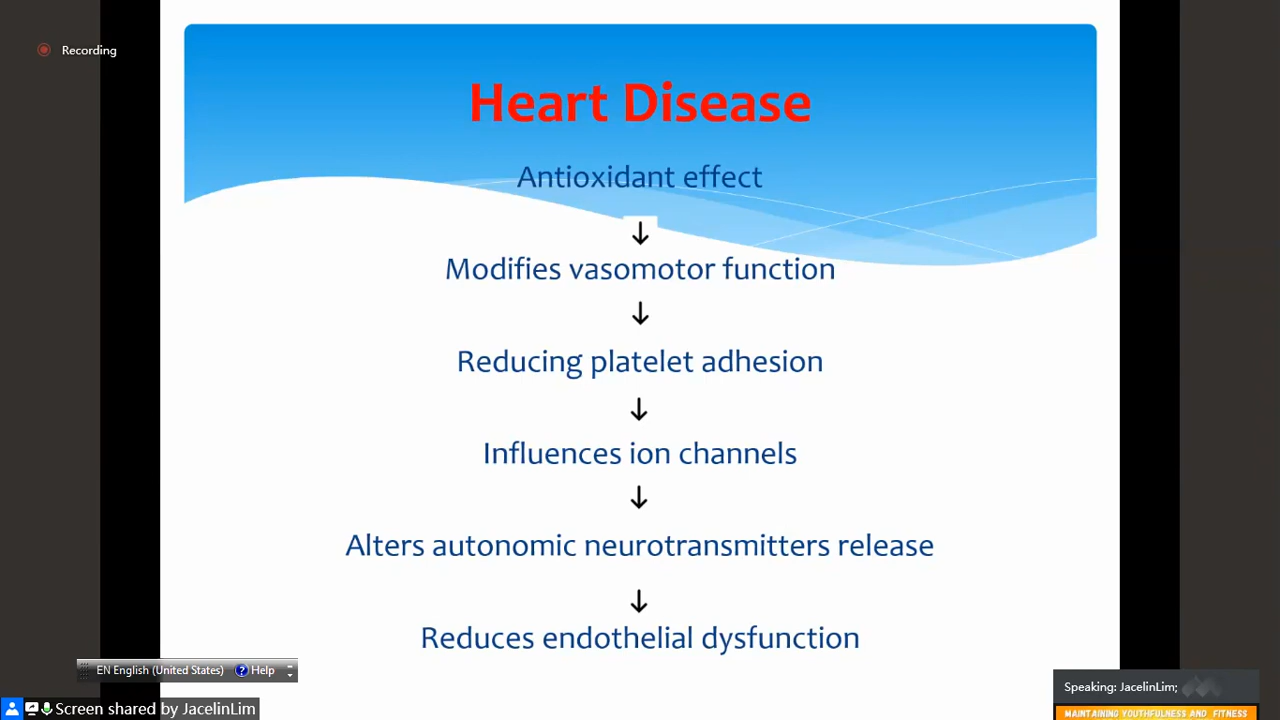 Recording
Heart Disease
Antioxidant effect
↓
Modifies vasomotor function
↓
Reducing platelet adhesion
↓
Influences ion channels
↓
Alters autonomic neurotransmitters release
↓
Reduces endothelial dysfunction
EN English (United States) ? Help
Speaking: JacelinLim;
Screen shared by JacelinLim
MAINTAINING YOUTHFULNESS AND FITNESS